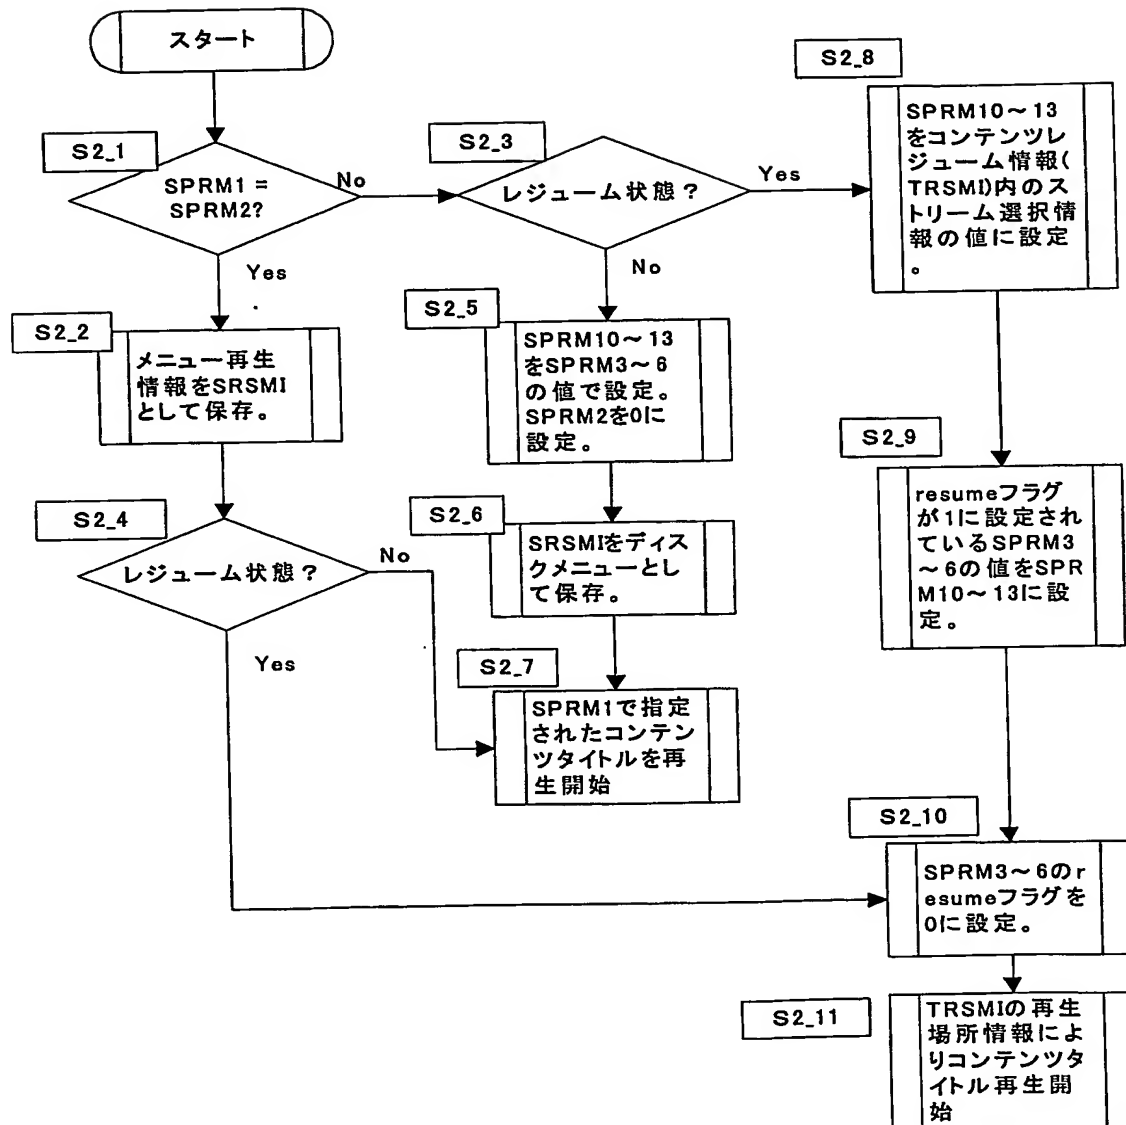 スタート
S2_1
SPRM1 =
SPRM2?
No
Yes
S2_3
レジューム状態？
Yes
No
S2_8
SPRM10～13
をコンテンツレ
ジューム情報(
TRSMI)内のス
トリーム選択情
報の値に設定
。
S2_2
メニュー再生
情報をSRSMI
として保存。
S2_5
SPRM10～13
をSPRM3～6
の値で設定。
SPRM2を0に
設定。
S2_9
resumeフラグ
が1に設定され
ているSPRM3
～6の値をSPR
M10～13に設
定。
S2_4
レジューム状態？
No
Yes
S2_6
SRSMIをディス
クメニューとし
て保存。
S2_7
SPRM1で指定
されたコンテン
ツタイトルを再
生開始
S2_10
SPRM3～6のr
esumeフラグを
0に設定。
S2_11
TRSMIの再生
場所情報によ
りコンテンツタ
イトル再生開
始